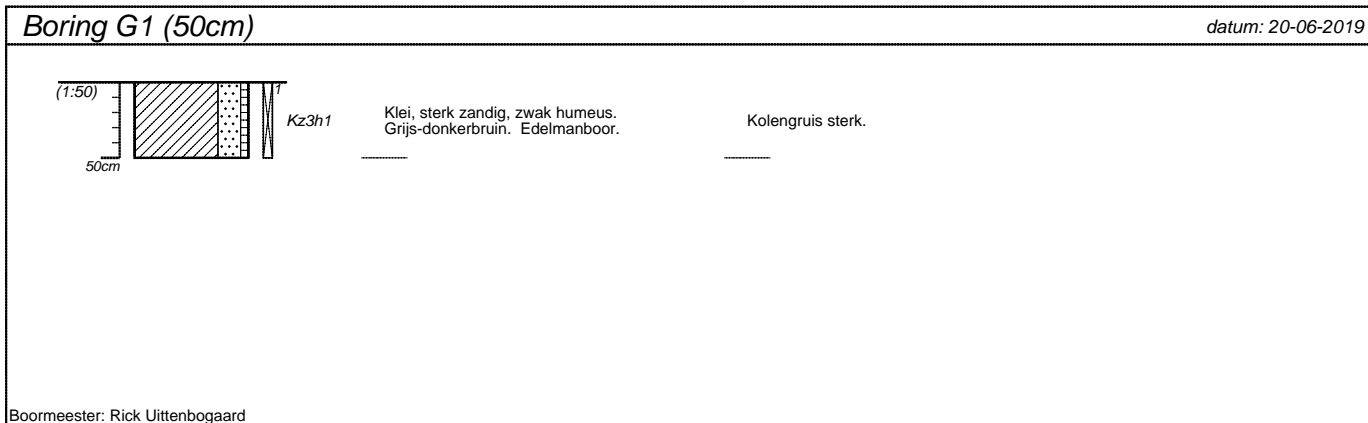 Boring G1 (50cm)
datum: 20-06-2019
(1:50)
1
Kz3h1
Klei, sterk zandig, zwak humeus.
Grijs-donkerbruin. Edelmanboor.
Kolengruis sterk.
50cm
Boormeester: Rick Uittenbogaard